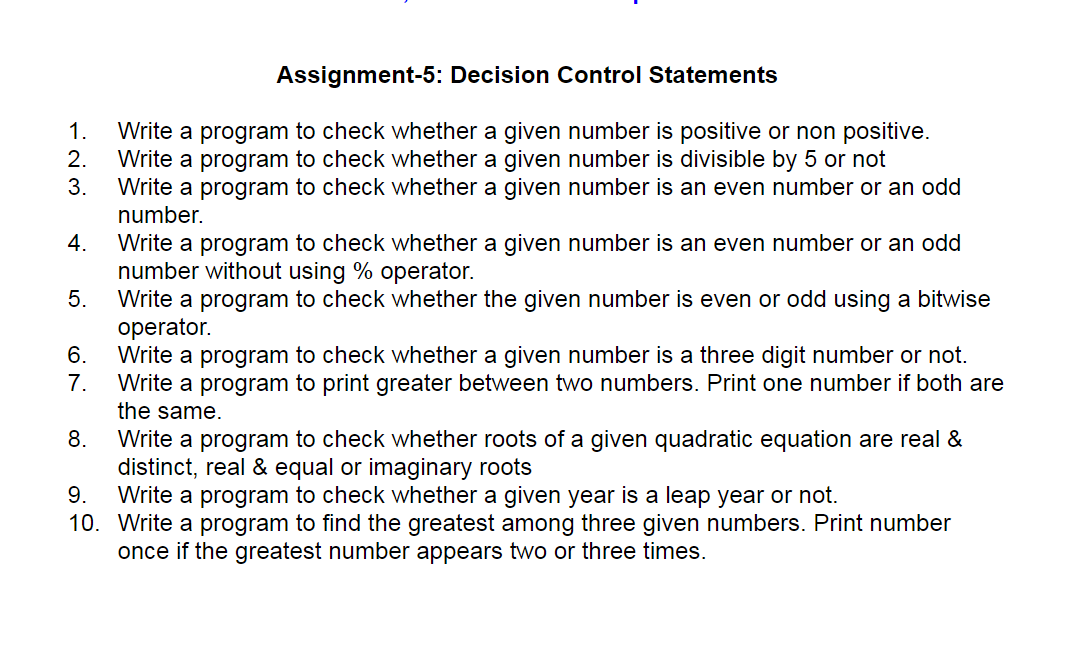 Assignment-5: Decision Control Statements
1. Write a program to check whether a given number is positive or non positive.
2. Write a program to check whether a given number is divisible by 5 or not
3. Write a program to check whether a given number is an even number or an odd
number.
4. Write a program to check whether a given number is an even number or an odd
number without using % operator.
5. Write a program to check whether the given number is even or odd using a bitwise
operator.
6. Write a program to check whether a given number is a three digit number or not.
7. Write a program to print greater between two numbers. Print one number if both are
the same.
8. Write a program to check whether roots of a given quadratic equation are real &
distinct, real & equal or imaginary roots
9. Write a program to check whether a given year is a leap year or not.
10. Write a program to find the greatest among three given numbers. Print number
once if the greatest number appears two or three times.